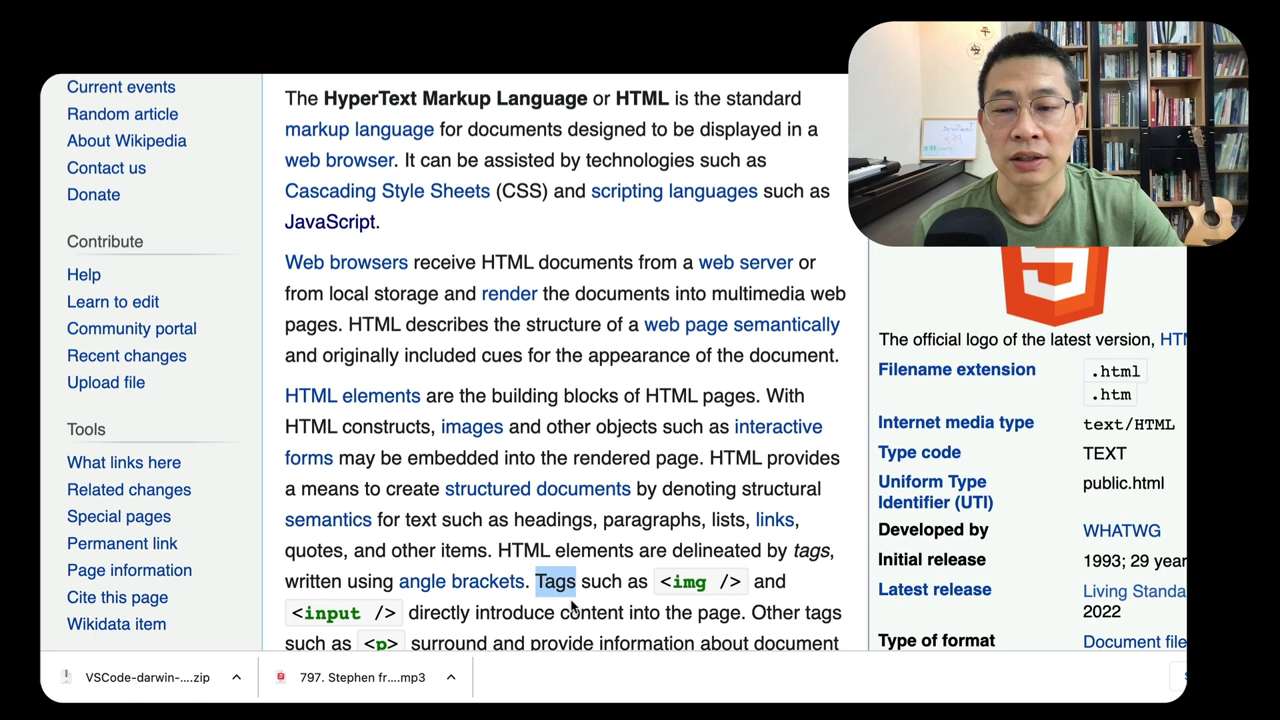 Current events
Random article
About Wikipedia
Contact us
Donate
Contribute
Help
Learn to edit
Community portal
Recent changes
Upload file
Tools
What links here
Related changes
Special pages
Permanent link
Page information
Cite this page
Wikidata item
The HyperText Markup Language or HTML is the standard
markup language for documents designed to be displayed in a
web browser. It can be assisted by technologies such as
Cascading Style Sheets (CSS) and scripting languages such as
JavaScript.
Web browsers receive HTML documents from a web server or
from local storage and render the documents into multimedia web
pages. HTML describes the structure of a web page semantically
and originally included cues for the appearance of the document.
HTML elements are the building blocks of HTML pages. With
HTML constructs, images and other objects such as interactive
forms may be embedded into the rendered page. HTML provides
a means to create structured documents by denoting structural
semantics for text such as headings, paragraphs, lists, links,
quotes, and other items. HTML elements are delineated by tags,
written using angle brackets. Tags such as <img /> and
<input /> directly introduce content into the page. Other tags
such as <p> surround and provide information about document
The official logo of the latest version, HT
Filename extension .html
.htm
Internet media type text/HTML
Type code TEXT
Uniform Type public.html
Identifier (UTI)
Developed by WHATWG
Initial release 1993; 29 year
Latest release Living Standa
2022
Type of format Document file
VSCode-darwin-....zip
797. Stephen fr....mp3